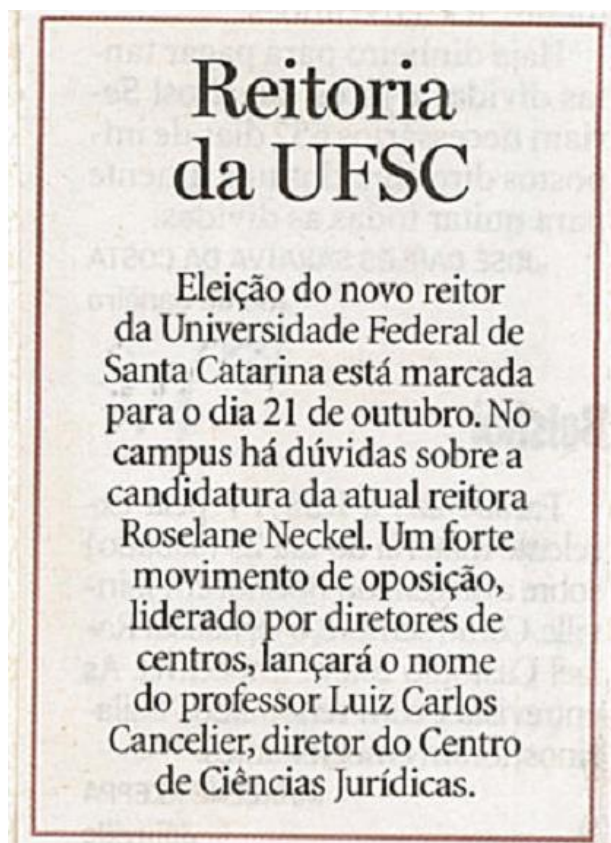 Reitoria
da UFSC
Eleição do novo reitor
da Universidade Federal de
Santa Catarina está marcada
para o dia 21 de outubro. No
campus há dúvidas sobre a
candidatura da atual reitora
Roselane Neckel. Um forte
movimento de oposição,
liderado por diretores de
centros, lançará o nome
do professor Luiz Carlos
Cancelier, diretor do Centro
de Ciências Jurídicas.